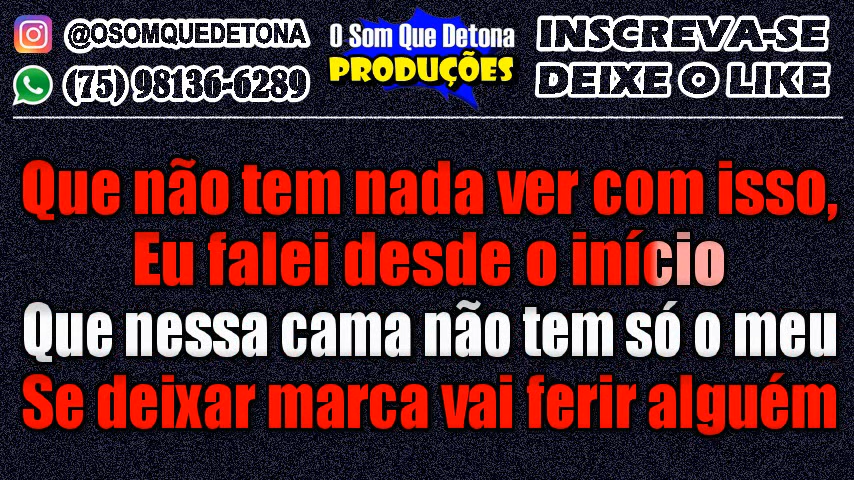 @OSOMQUEDETONA
(75) 98136-6289
O Som Que Detona
PRODUÇÕES
INSCREVA-SE
DEIXE O LIKE
Que não tem nada ver com isso,
Eu falei desde o início
Que nessa cama não tem só o meu
Se deixar marca vai ferir alguém